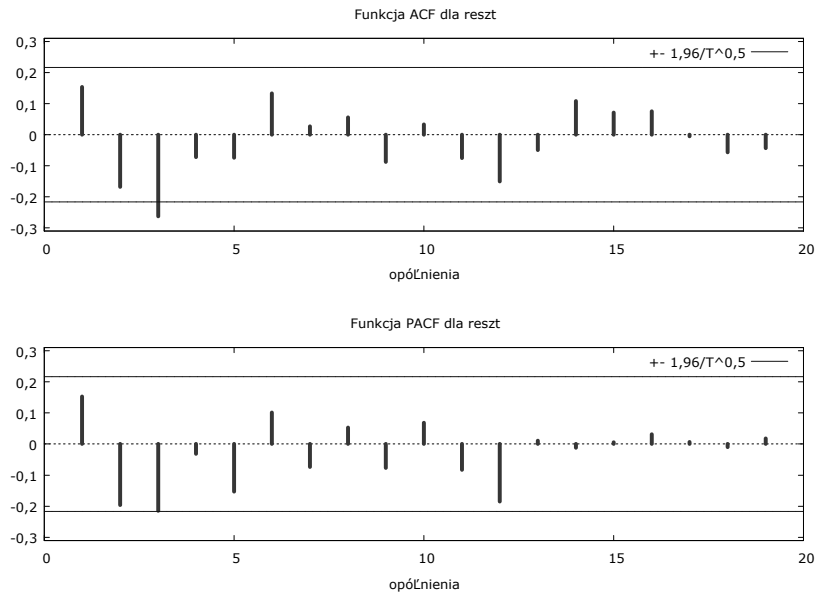 Funkcja ACF dla reszt
+- 1,96/T^0,5
0,3
0,2
0,1
0
-0,1
-0,2
-0,3
0 5 10 15 20
opóĽnienia
Funkcja PACF dla reszt
+- 1,96/T^0,5
0,3
0,2
0,1
0
-0,1
-0,2
-0,3
0 5 10 15 20
opóĽnienia